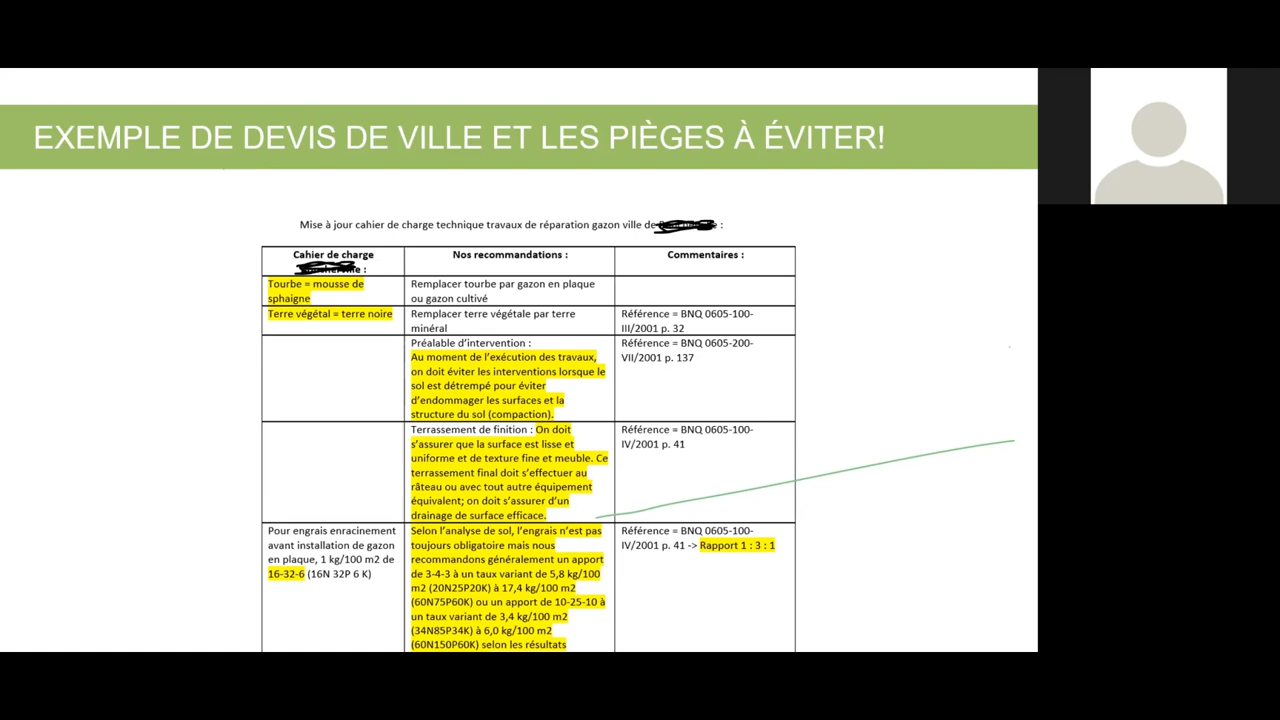 EXEMPLE DE DEVIS DE VILLE ET LES PIÈGES À ÉVITER!
Mise à jour cahier de charge technique travaux de réparation gazon ville de :
Cahier de charge
:
Nos recommandations :
Commentaires :
Tourbe = mousse de
sphaigne
Remplacer tourbe par gazon en plaque
ou gazon cultivé
Terre végétal = terre noire
Remplacer terre végétale par terre
minéral
Référence = BNQ 0605-100-
III/2001 p. 32
Préalable d’intervention :
Au moment de l’exécution des travaux,
on doit éviter les interventions lorsque le
sol est détrempé pour éviter
d’endommager les surfaces et la
structure du sol (compaction).
Référence = BNQ 0605-200-
VII/2001 p. 137
Terrassement de finition : On doit
s’assurer que la surface est lisse et
uniforme et de texture fine et meuble. Ce
terrassement final doit s’effectuer au
râteau ou avec tout autre équipement
équivalent; on doit s’assurer d’un
drainage de surface efficace.
Référence = BNQ 0605-100-
IV/2001 p. 41
Pour engrais enracinement
avant installation de gazon
en plaque, 1 kg/100 m2 de
16-32-6 (16N 32P 6 K)
Selon l’analyse de sol, l’engrais n’est pas
toujours obligatoire mais nous
recommandons généralement un apport
de 3-4-3 à un taux variant de 5,8 kg/100
m2 (20N25P20K) à 17,4 kg/100 m2
(60N75P60K) ou un apport de 10-25-10 à
un taux variant de 3,4 kg/100 m2
(34N85P34K) à 6,0 kg/100 m2
(60N150P60K) selon les résultats
Référence = BNQ 0605-100-
IV/2001 p. 41 -> Rapport 1 : 3 : 1